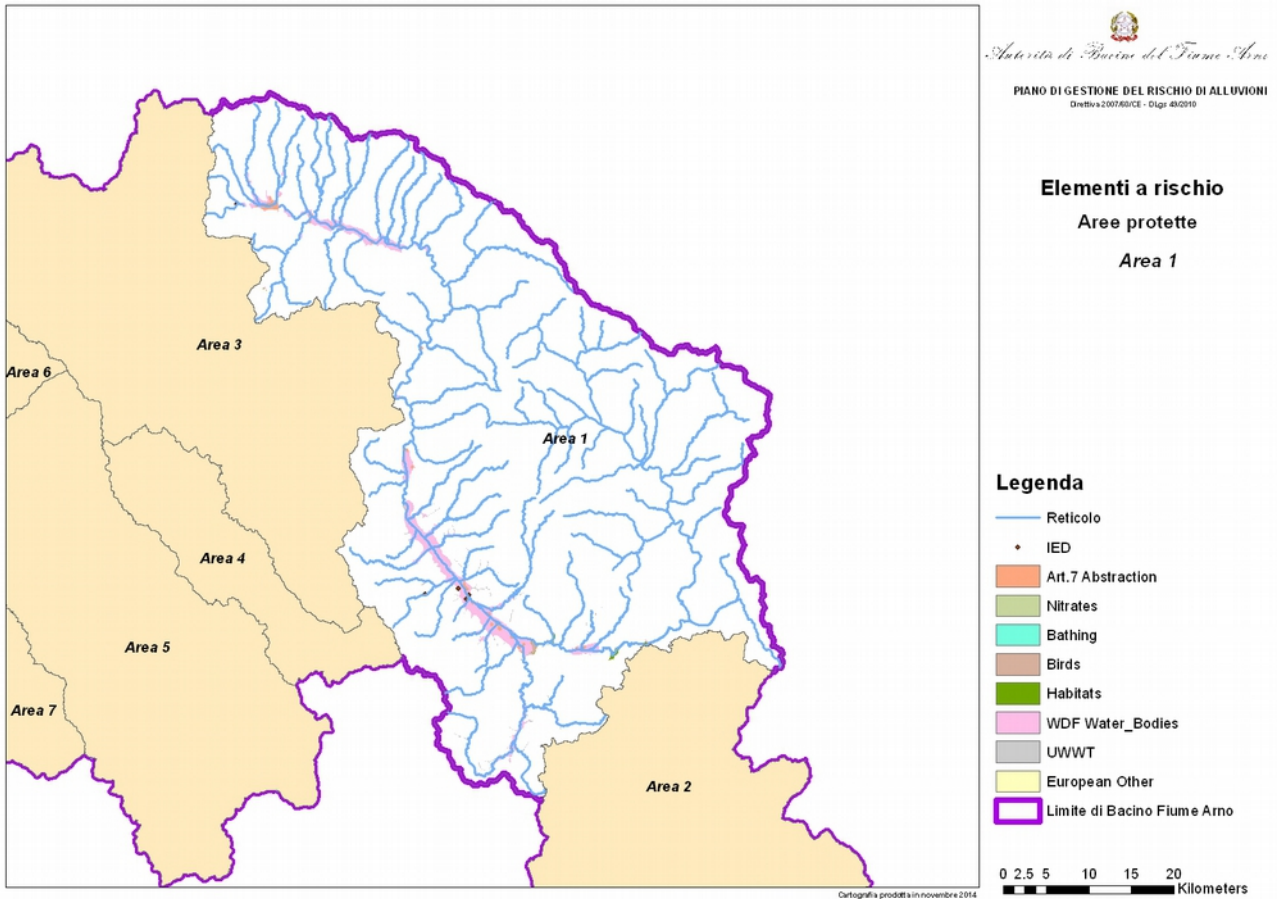 Autorità di Bacino del Fiume Arno
PIANO DI GESTIONE DEL RISCHIO DI ALLUVIONI
Direttiva 2007/60/CE - DLgs 49/2010
Elementi a rischio
Aree protette
Area 1
Area 3
Area 6
Area 1
Area 4
Area 5
Area 7
Area 2
Legenda
Reticolo
IED
Art.7 Abstraction
Nitrates
Bathing
Birds
Habitats
WDF Water_Bodies
UWWT
European Other
Limite di Bacino Fiume Arno
0 2.5 5 10 15 20
Kilometers
Cartografia prodotta in novembre 2014